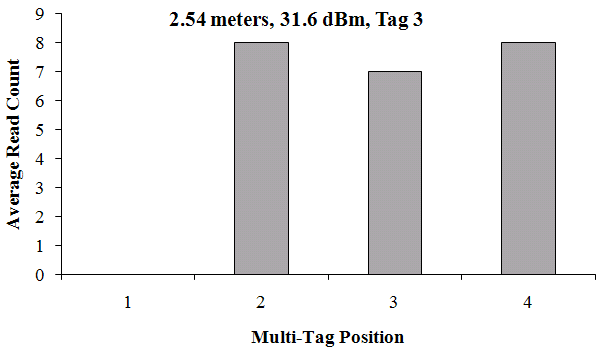 2.54 meters, 31.6 dBm, Tag 3
Average Read Count
9
8
7
6
5
4
3
2
1
0
1 2 3 4
Multi-Tag Position